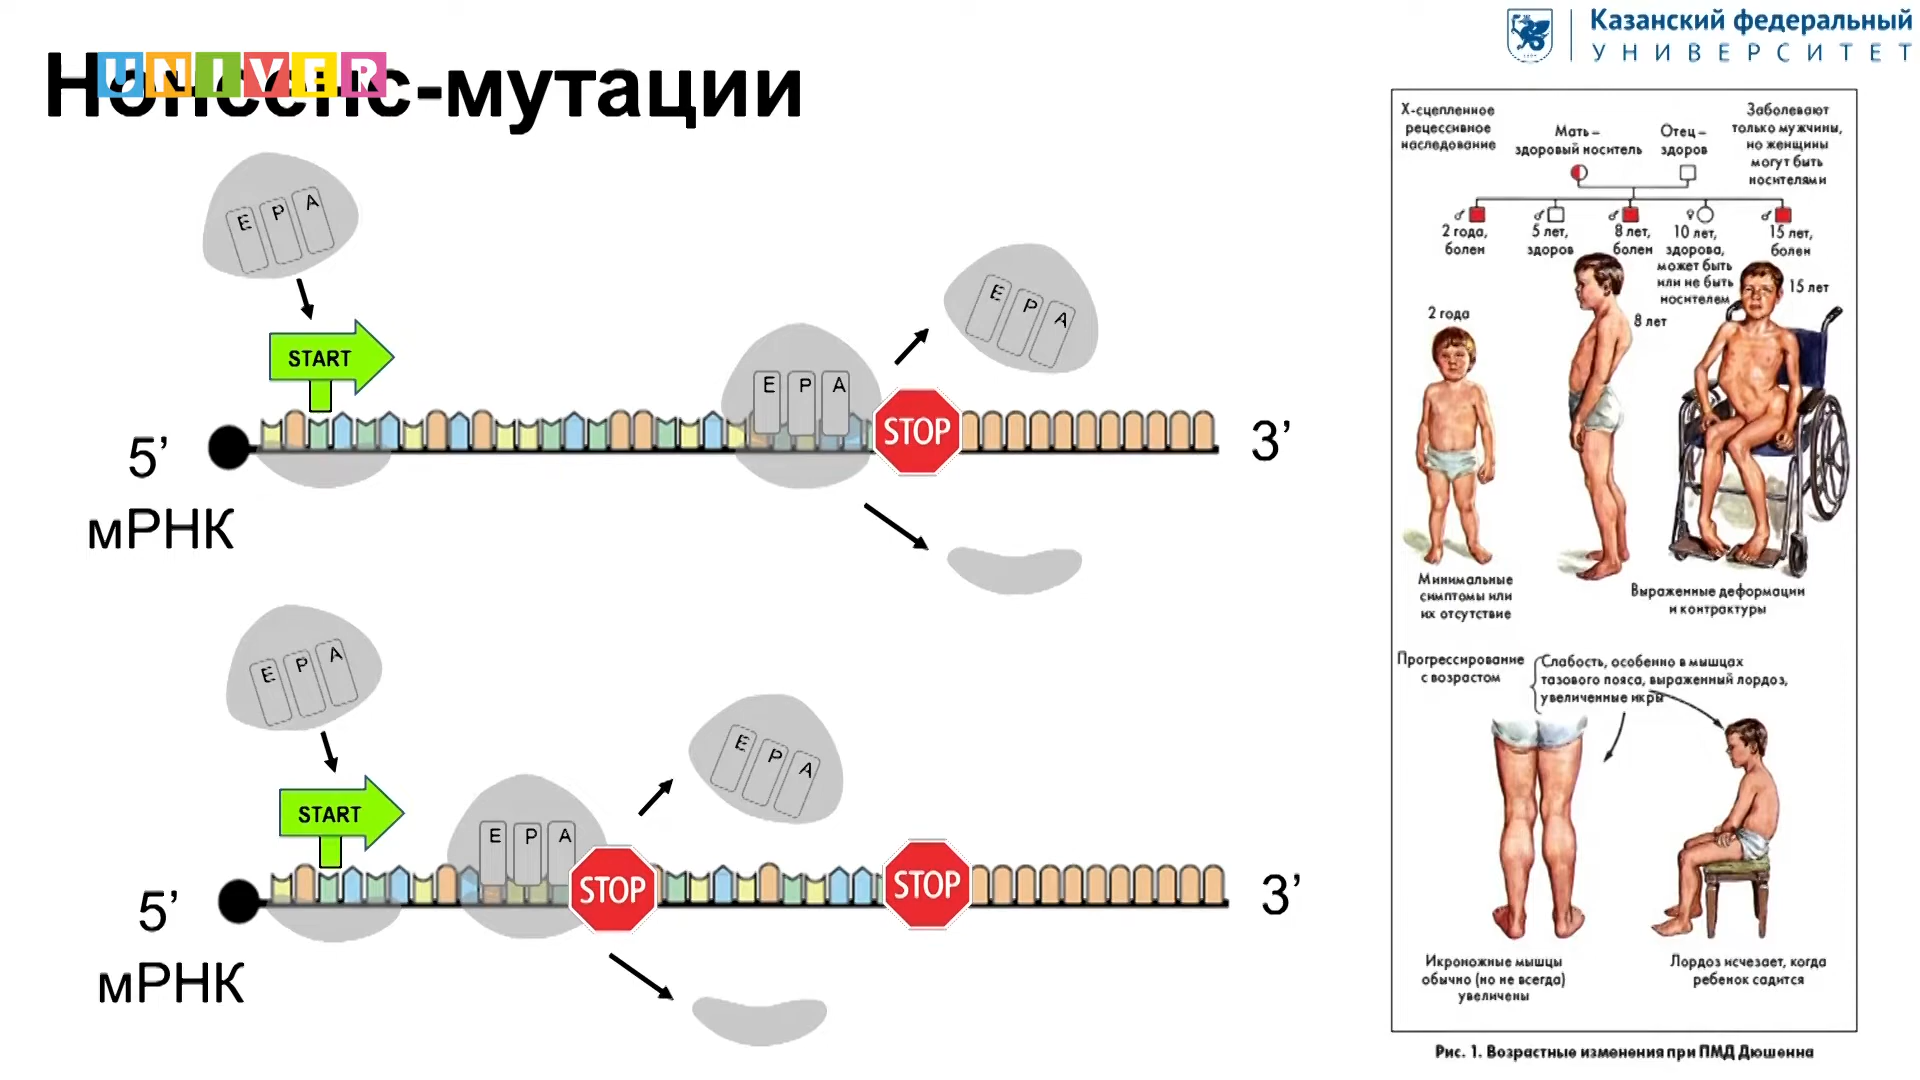 Казанский федеральный
УНИВЕРСИТЕТ
UNIVER
Нонсенс-мутации
E P A
START
E P A
STOP
E P A
5’
3’
мРНК
E P A
START
E P A
STOP
STOP
E P A
5’
3’
мРНК
Х-сцепленное
рецессивное
наследование
Мать –
здоровый носитель
Отец –
здоров
Заболевают
только мужчины,
но женщины
могут быть
носителями
♂
2 года,
болен
♂
5 лет,
здоров
♂
8 лет,
болен
♀
10 лет,
здорова,
может быть
или не быть
носителем
♂
15 лет,
болен
2 года
8 лет
15 лет
Минимальные
симптомы или
их отсутствие
Выраженные деформации
и контрактуры
Прогрессирование
с возрастом
Слабость, особенно в мышцах
тазового пояса, выраженный лордоз,
увеличенные икры
Икроножные мышцы
обычно (но не всегда)
увеличены
Лордоз исчезает, когда
ребенок садится
Рис. 1. Возрастные изменения при ПМД Дюшенна